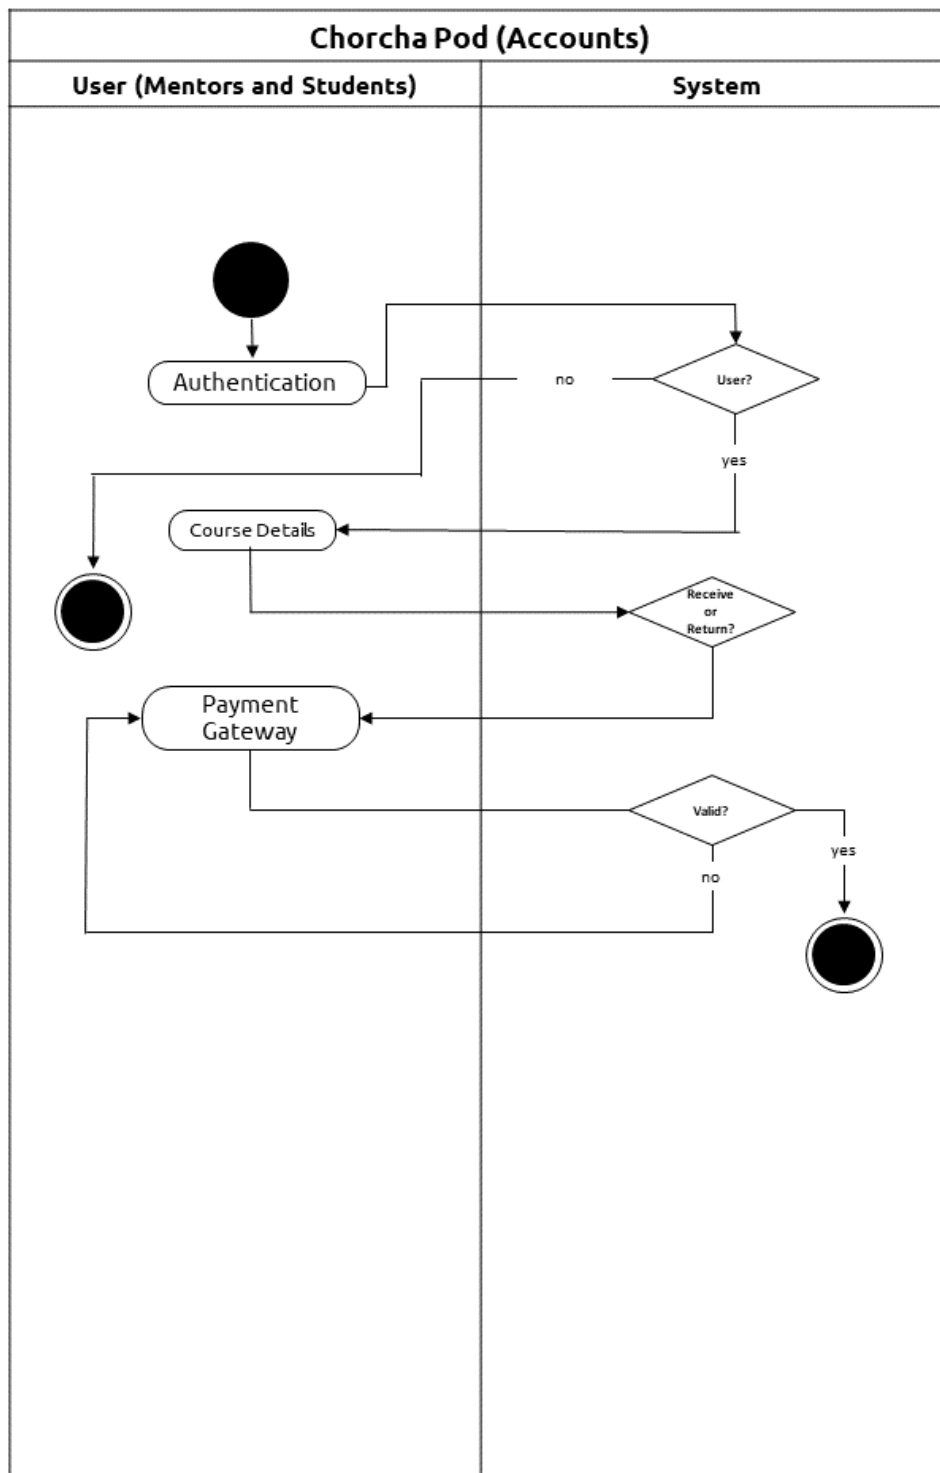 Chorcha Pod (Accounts)
User (Mentors and Students)
System
Authentication
no
User?
yes
Course Details
Receive
or
Return?
Payment
Gateway
Valid?
yes
no